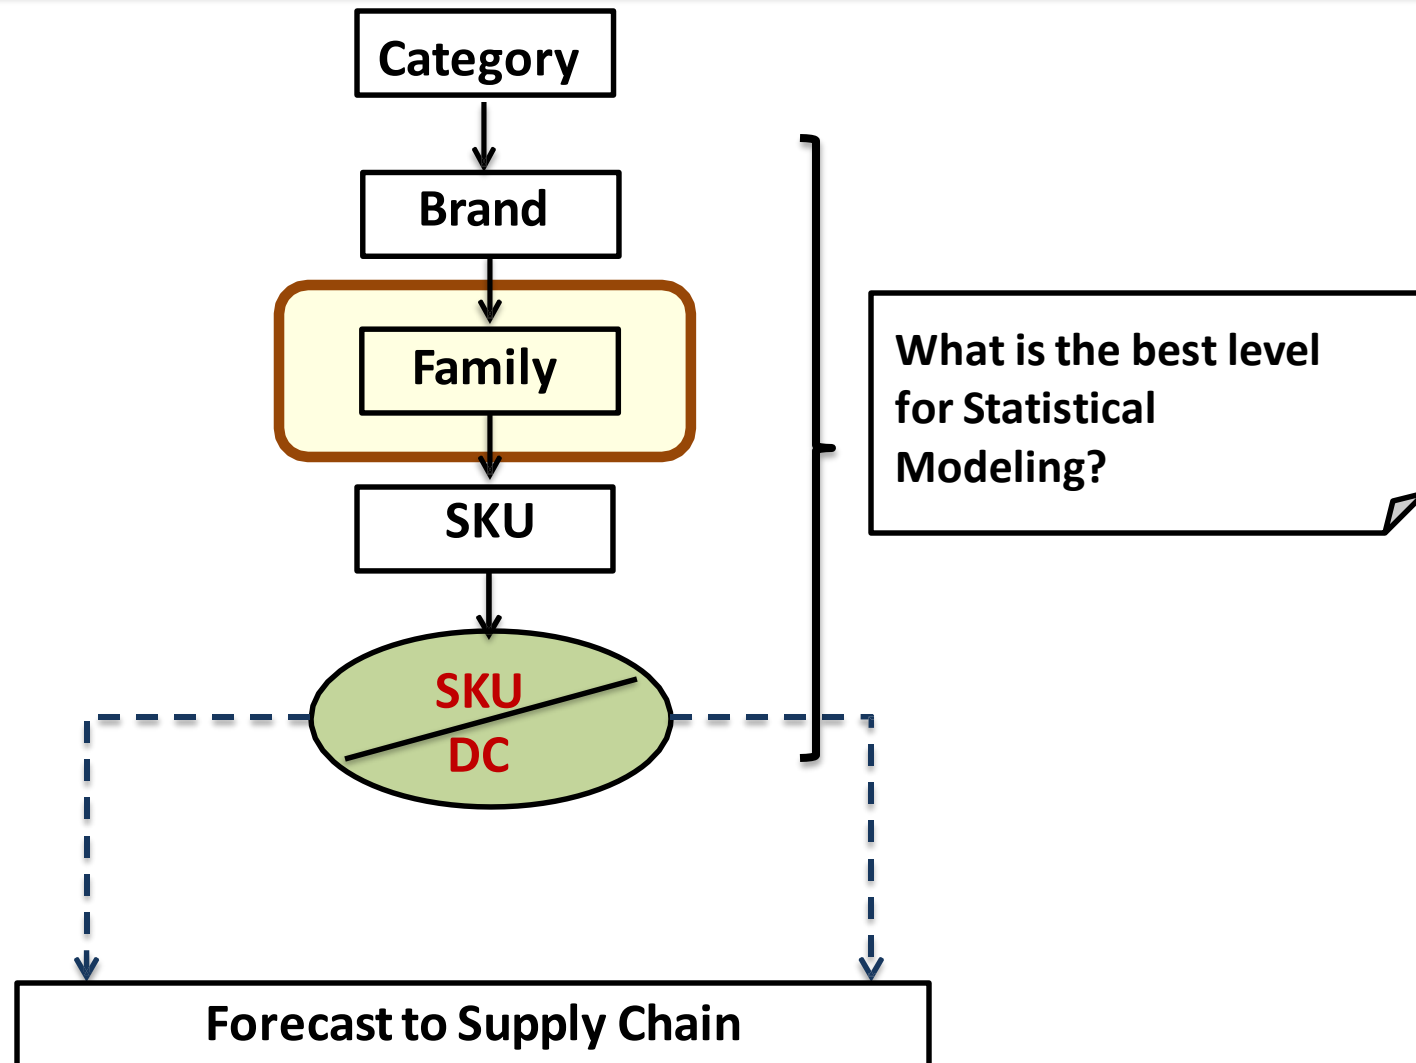 Category
Brand
Family
What is the best level
for Statistical
Modeling?
SKU
SKU
DC
Forecast to Supply Chain